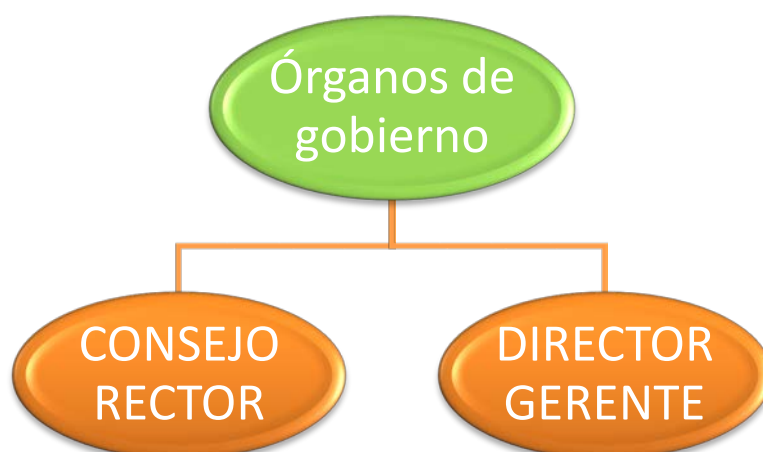 Órganos de
gobierno
CONSEJO
RECTOR
DIRECTOR
GERENTE